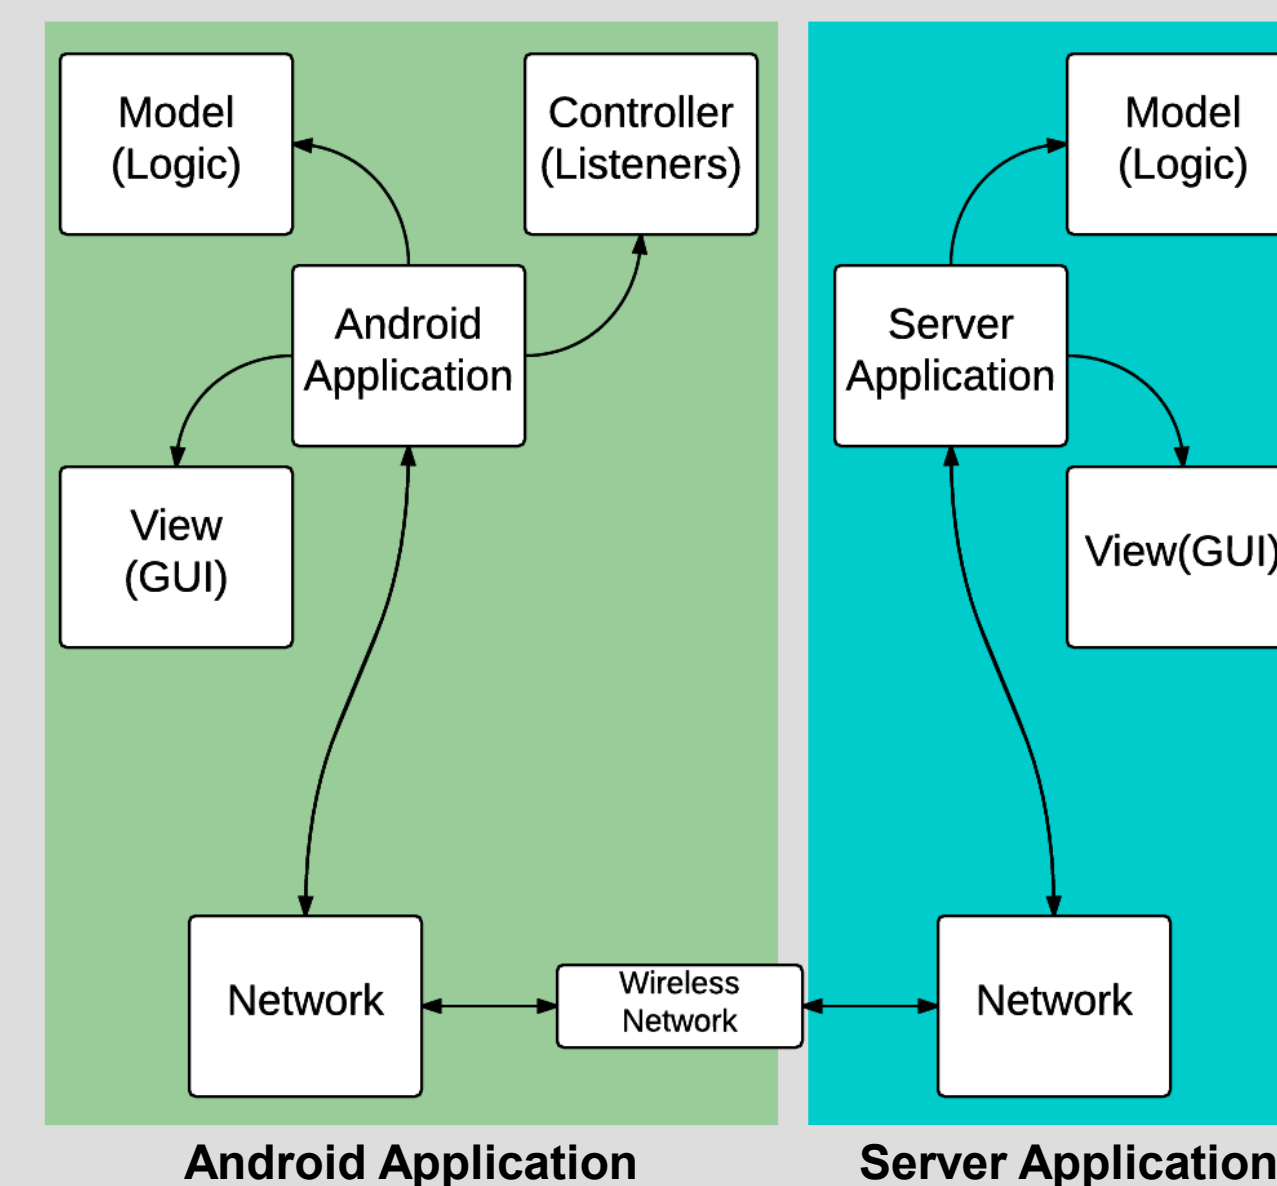 Model
(Logic)
Controller
(Listeners)
Android
Application
View
(GUI)
Network
Wireless
Network
Model
(Logic)
Server
Application
View(GUI)
Network
Android Application
Server Application